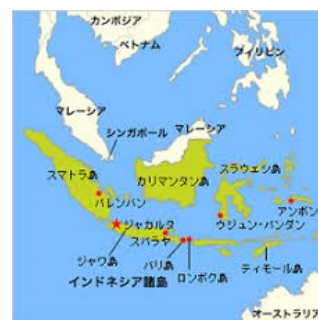 カンボジア
ベトナム
フィリピン
マレーシア
シンガポール
マレーシア
スマトラ島
カリマンタン島
スラウェシ島
パレンバン
アンボン
ジャカルタ
ウジュン・パンダン
スバラヤ
ジャワ島
バリ島
ロンボク島
ティモール島
インドネシア諸島
オーストラリア